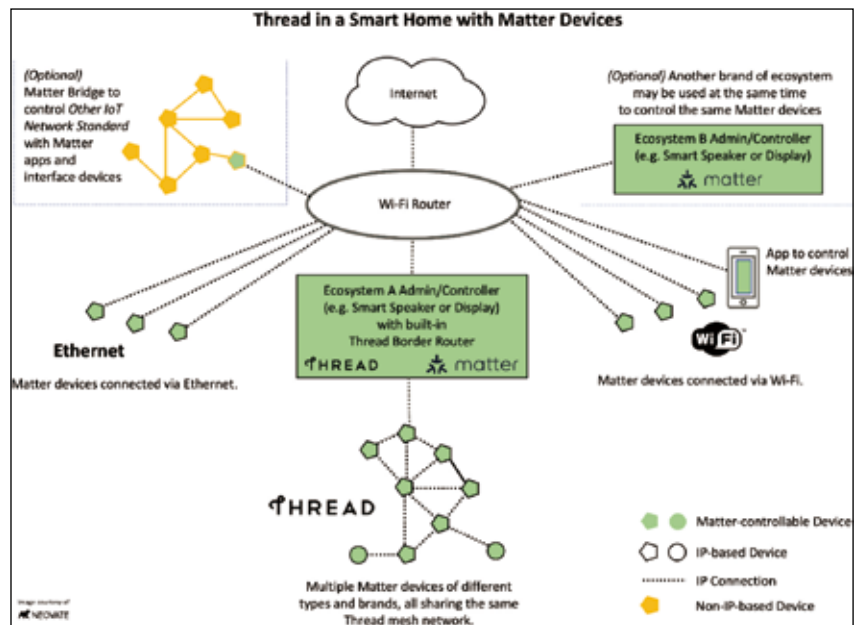 Thread in a Smart Home with Matter Devices
(Optional)
Matter Bridge to
control Other IoT
Network Standard
with Matter
apps and
interface devices
Internet
(Optional) Another brand of ecosystem
may be used at the same time
to control the same Matter devices
Ecosystem B Admin/Controller
(e.g. Smart Speaker or Display)
matter
Wi-Fi Router
App to control
Matter devices
Ecosystem A Admin/Controller
(e.g. Smart Speaker or Display)
with built-in
Thread Border Router
THREAD
matter
Ethernet
Matter devices connected via Ethernet.
WiFi
Matter devices connected via Wi-Fi.
THREAD
Multiple Matter devices of different
types and brands, all sharing the same
Thread mesh network.
Matter-controllable Device
IP-based Device
IP Connection
Non-IP-based Device
Image courtesy of
NEOVATE